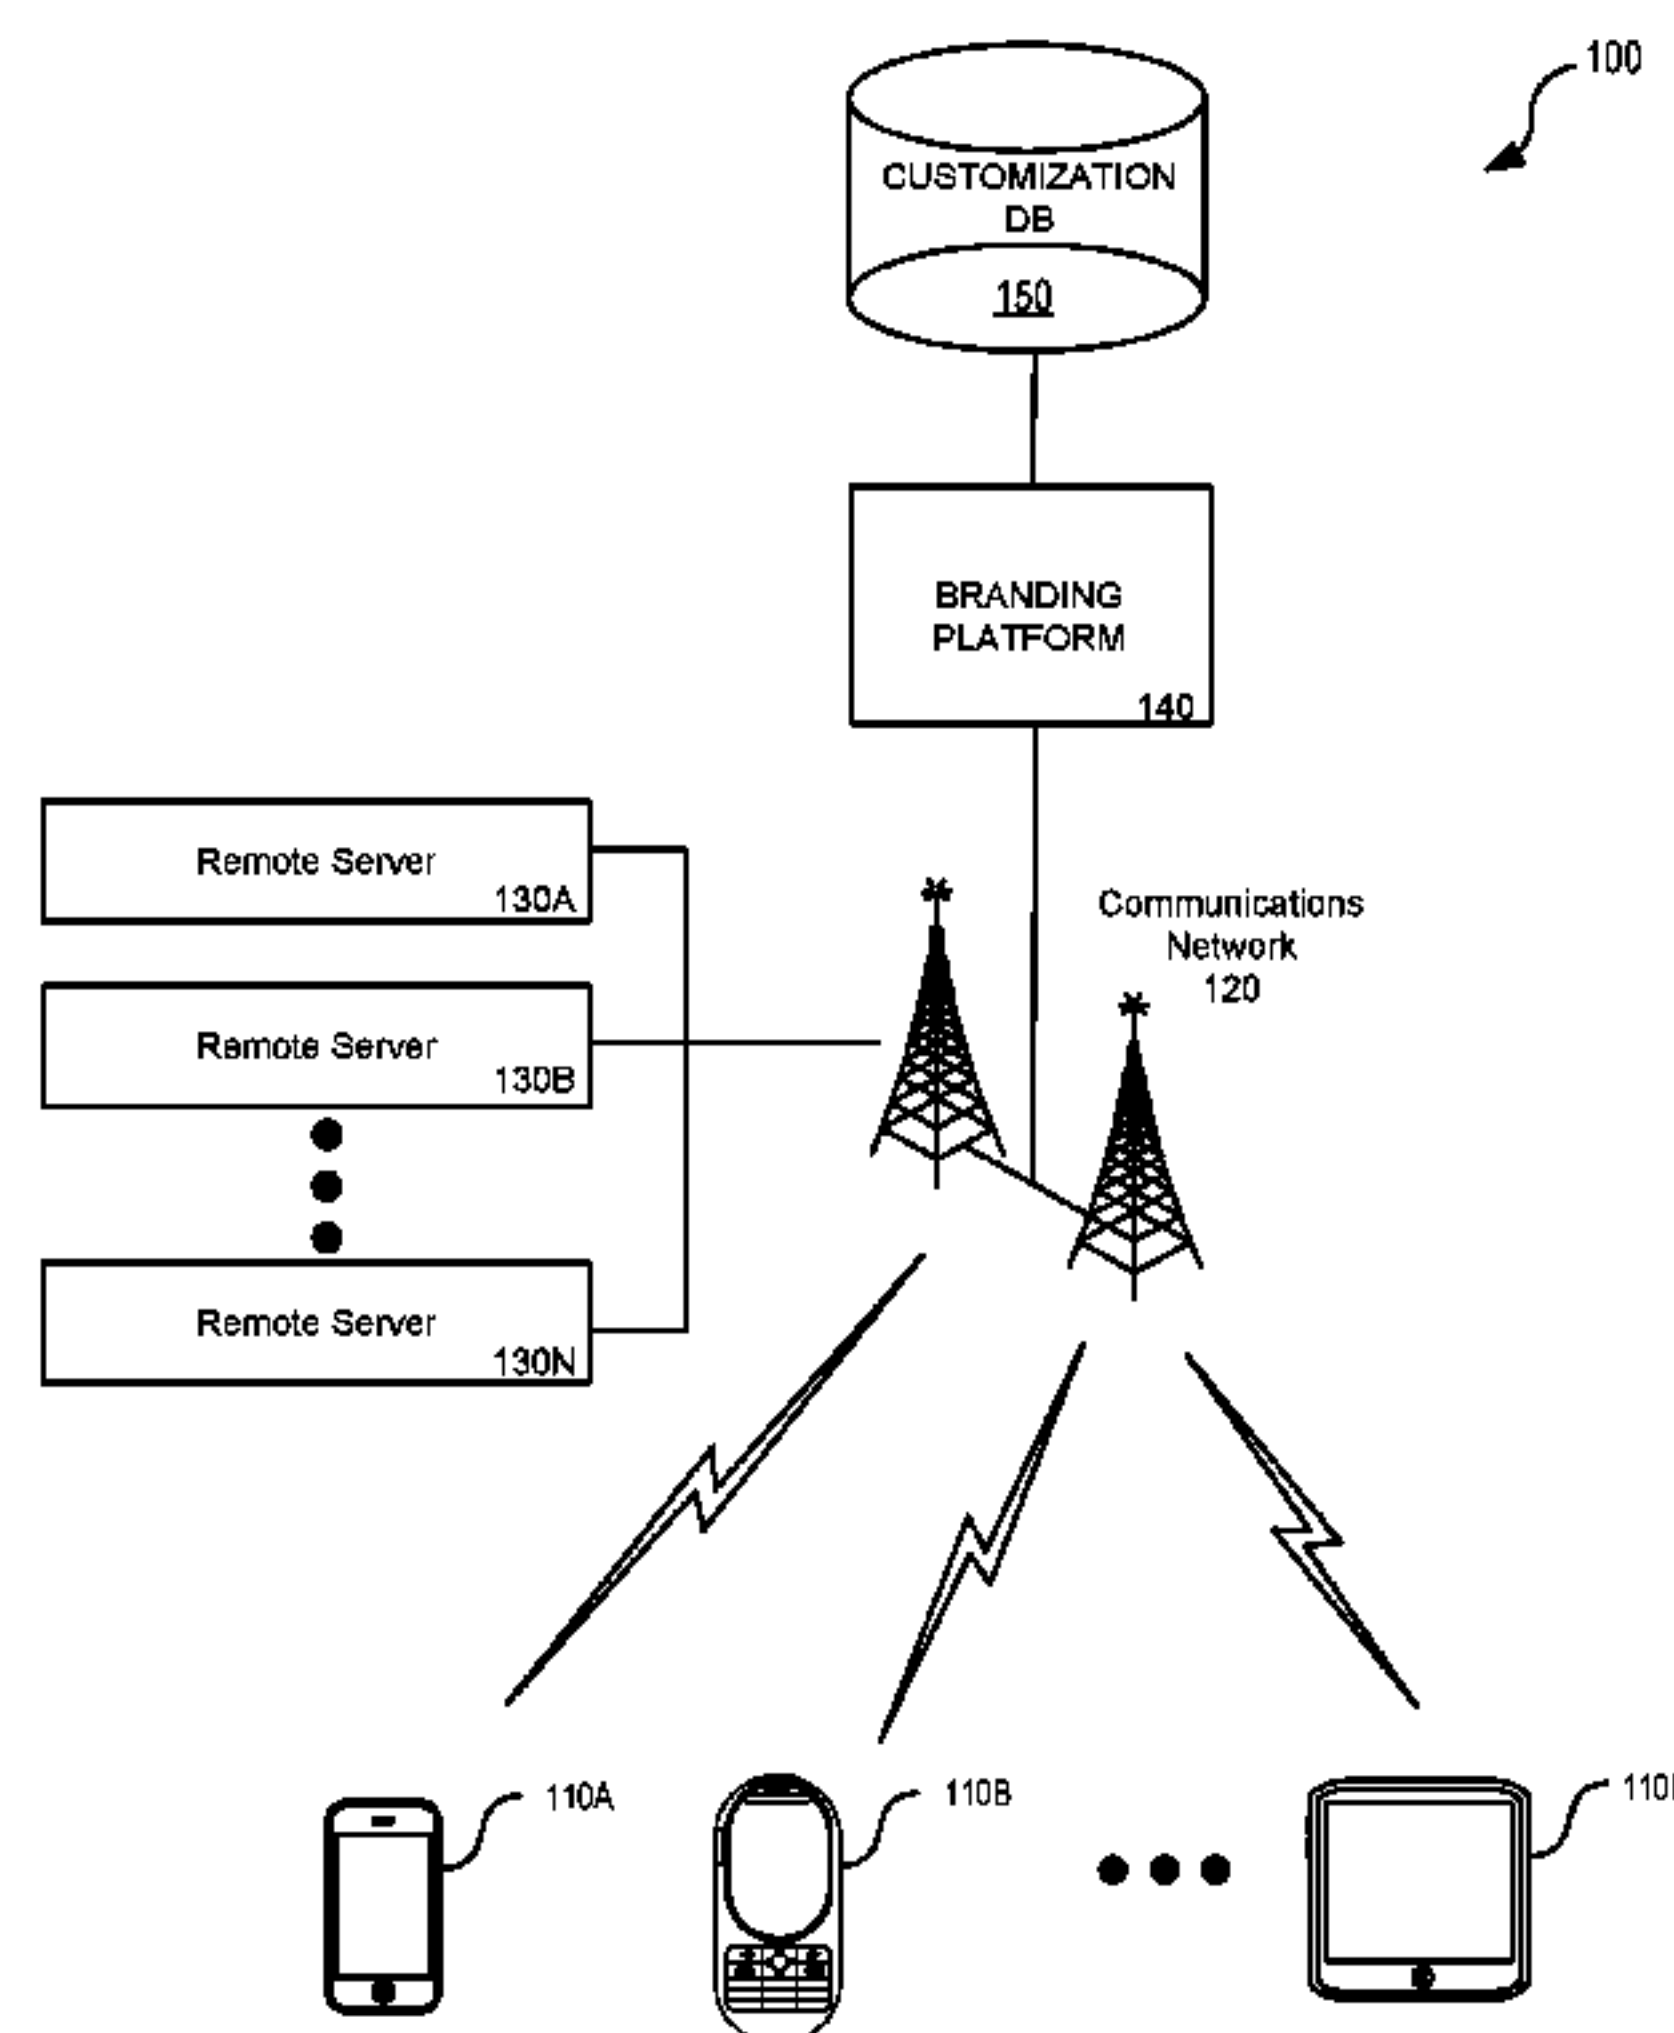 100
CUSTOMIZATION
DB
150
BRANDING
PLATFORM
140
Remote Server
130A
Communications
Network
120
Remote Server
130B
Remote Server
130N
110A
110B